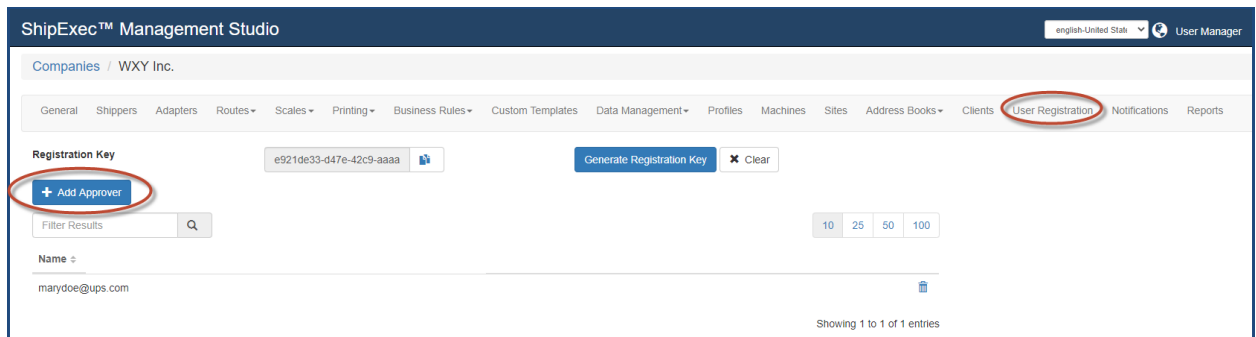 ShipExec™ Management Studio
english-United State User Manager
Companies / WXY Inc.
General Shippers Adapters Routes Scales Printing Business Rules Custom Templates Data Management Profiles Machines Sites Address Books Clients User Registration Notifications Reports
Registration Key e921de33-d47e-42c9-aaaa Generate Registration Key Clear
Add Approver
Filter Results 10 25 50 100
Name
marydoe@ups.com
Showing 1 to 1 of 1 entries